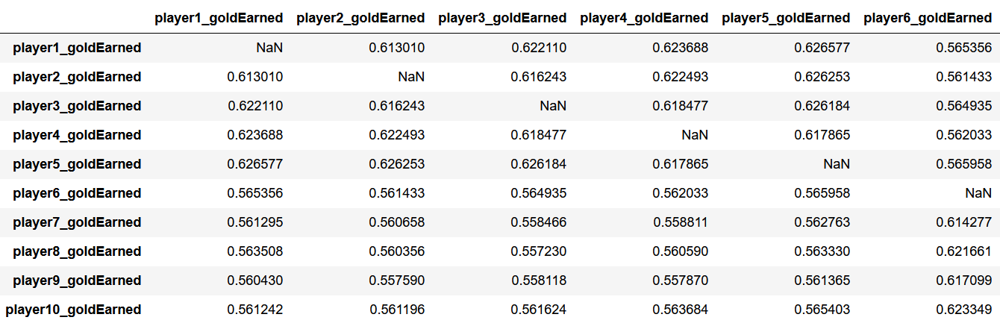 player1_goldEarned player2_goldEarned player3_goldEarned player4_goldEarned player5_goldEarned player6_goldEarned
player1_goldEarned NaN 0.613010 0.622110 0.623688 0.626577 0.565356
player2_goldEarned 0.613010 NaN 0.616243 0.622493 0.626253 0.561433
player3_goldEarned 0.622110 0.616243 NaN 0.618477 0.626184 0.564935
player4_goldEarned 0.623688 0.622493 0.618477 NaN 0.617865 0.562033
player5_goldEarned 0.626577 0.626253 0.626184 0.617865 NaN 0.565958
player6_goldEarned 0.565356 0.561433 0.564935 0.562033 0.565958 NaN
player7_goldEarned 0.561295 0.560658 0.558466 0.558811 0.562763 0.614277
player8_goldEarned 0.563508 0.560356 0.557230 0.560590 0.563330 0.621661
player9_goldEarned 0.560430 0.557590 0.558118 0.557870 0.561365 0.617099
player10_goldEarned 0.561242 0.561196 0.561624 0.563684 0.565403 0.623349